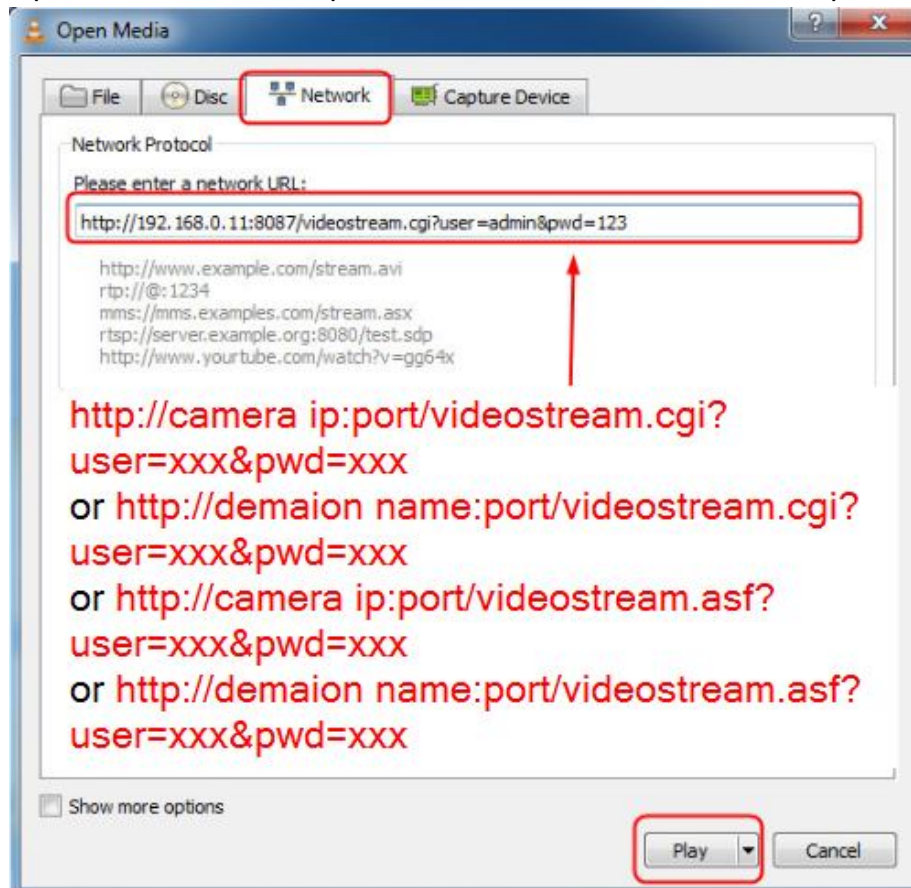 Open Media
File Disc Network Capture Device
Network Protocol
Please enter a network URL:
http://192.168.0.11:8087/videostream.cgi?user=admin&pwd=123
http://www.example.com/stream.avi
rtp://@:1234
mms://mms.examples.com/stream.asx
rtsp://server.example.org:8080/test.sdp
http://www.yourtube.com/watch?v=gg64x
http://camera ip:port/videostream.cgi?
user=xxx&pwd=xxx
or http://demaion name:port/videostream.cgi?
user=xxx&pwd=xxx
or http://camera ip:port/videostream.asf?
user=xxx&pwd=xxx
or http://demaion name:port/videostream.asf?
user=xxx&pwd=xxx
Show more options
Play Cancel